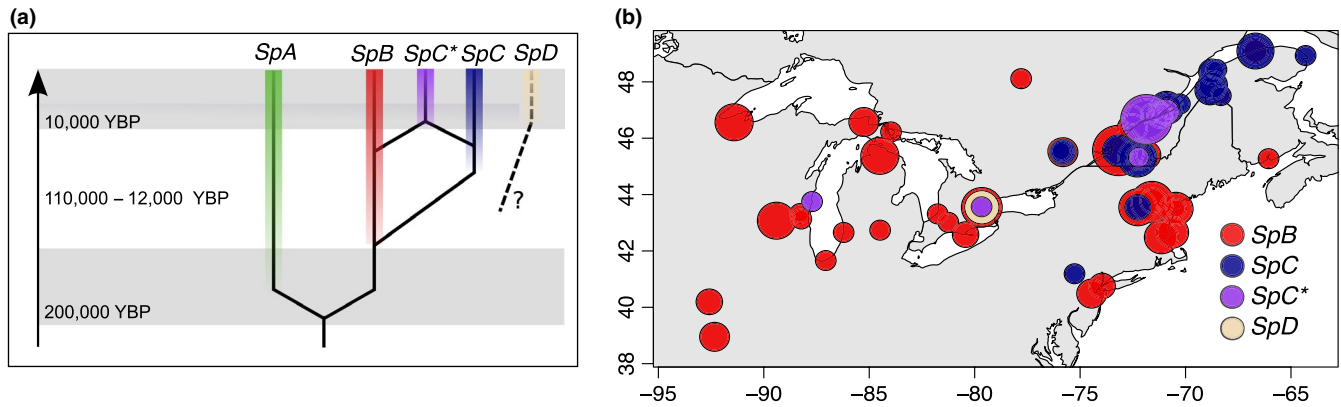 (a)
SpA SpB SpC* SpC SpD
10,000 YBP
110,000 – 12,000 YBP
?
200,000 YBP
(b)
48
46
44
42
40
38
SpB
SpC
SpC*
SpD
−95 −90 −85 −80 −75 −70 −65